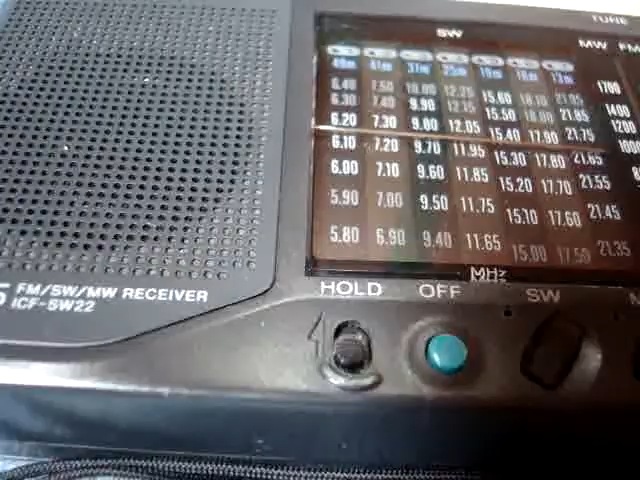 TUNE
SW
MW FM
49m 41m 31m 25m 19m 16m 13m
6.40 7.50 10.00 12.25 15.60 18.10 21.95 1700
6.30 7.40 9.90 12.15 15.50 18.00 21.85 1400
6.20 7.30 9.80 12.05 15.40 17.90 21.75 1200
6.10 7.20 9.70 11.95 15.30 17.80 21.65 1000
6.00 7.10 9.60 11.85 15.20 17.70 21.55
5.90 7.00 9.50 11.75 15.10 17.60 21.45
5.80 6.90 9.40 11.65 15.00 17.50 21.35
MHz
FM/SW/MW RECEIVER
ICF-SW22
HOLD OFF SW